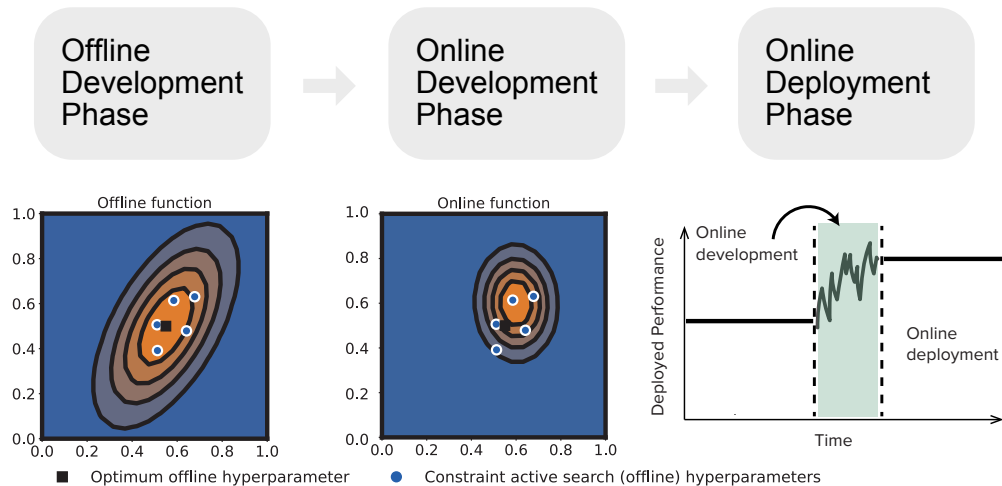 Offline
Development
Phase
Online
Development
Phase
Online
Deployment
Phase
Offline function
1.0
0.8
0.6
0.4
0.2
0.0
0.0 0.2 0.4 0.6 0.8 1.0
Online function
1.0
0.8
0.6
0.4
0.2
0.0
0.0 0.2 0.4 0.6 0.8 1.0
Deployed Performance
Online
development
Online
deployment
Time
Optimum offline hyperparameter
Constraint active search (offline) hyperparameters